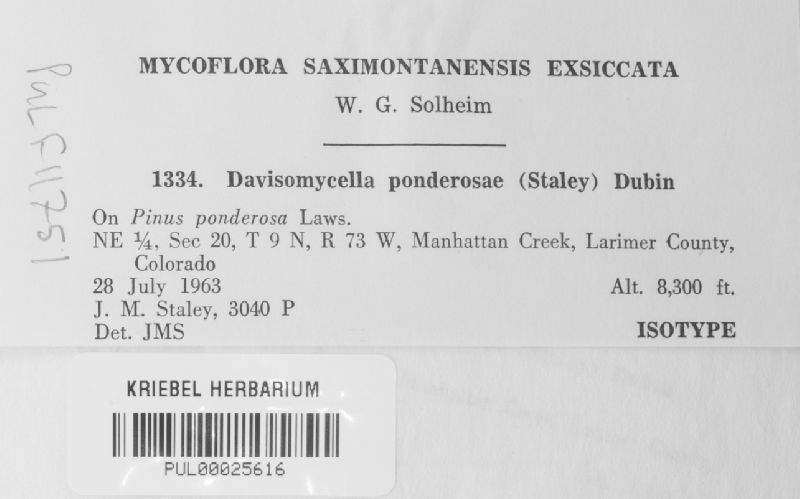 MYCOFLORA SAXIMONTANENSIS EXSICCATA
W. G. Solheim
1334. Davisomycella ponderosae (Staley) Dubin
On Pinus ponderosa Laws.
NE ¼, Sec 20, T 9 N, R 73 W, Manhattan Creek, Larimer County,
Colorado
28 July 1963 Alt. 8,300 ft.
J. M. Staley, 3040 P
Det. JMS ISOTYPE
PUL F11751
KRIEBEL HERBARIUM
PUL00025616